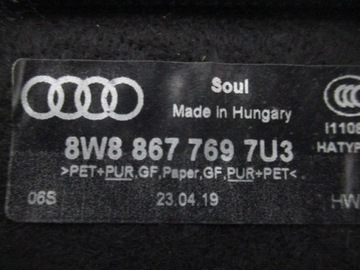 Soul
Made in Hungary
8W8 867 769 7U3
>PET+PUR,GF,Paper,GF,PUR+PET<
06S
23.04.19
I1108
HATYP
HW